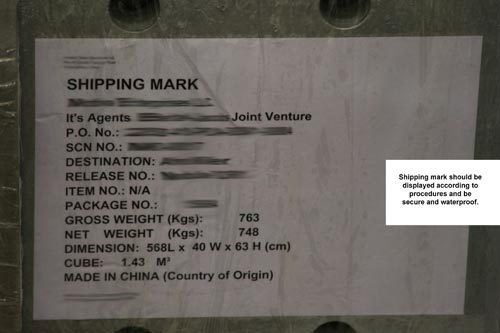 SHIPPING MARK
It's Agents Joint Venture
P.O. No.:
SCN NO.:
DESTINATION:
RELEASE NO.:
ITEM NO.: N/A
PACKAGE NO.:
GROSS WEIGHT (Kgs): 763
NET WEIGHT (Kgs): 748
DIMENSION: 568L x 40 W x 63 H (cm)
CUBE: 1.43 M³
MADE IN CHINA (Country of Origin)
Shipping mark should be
displayed according to
procedures and be
secure and waterproof.